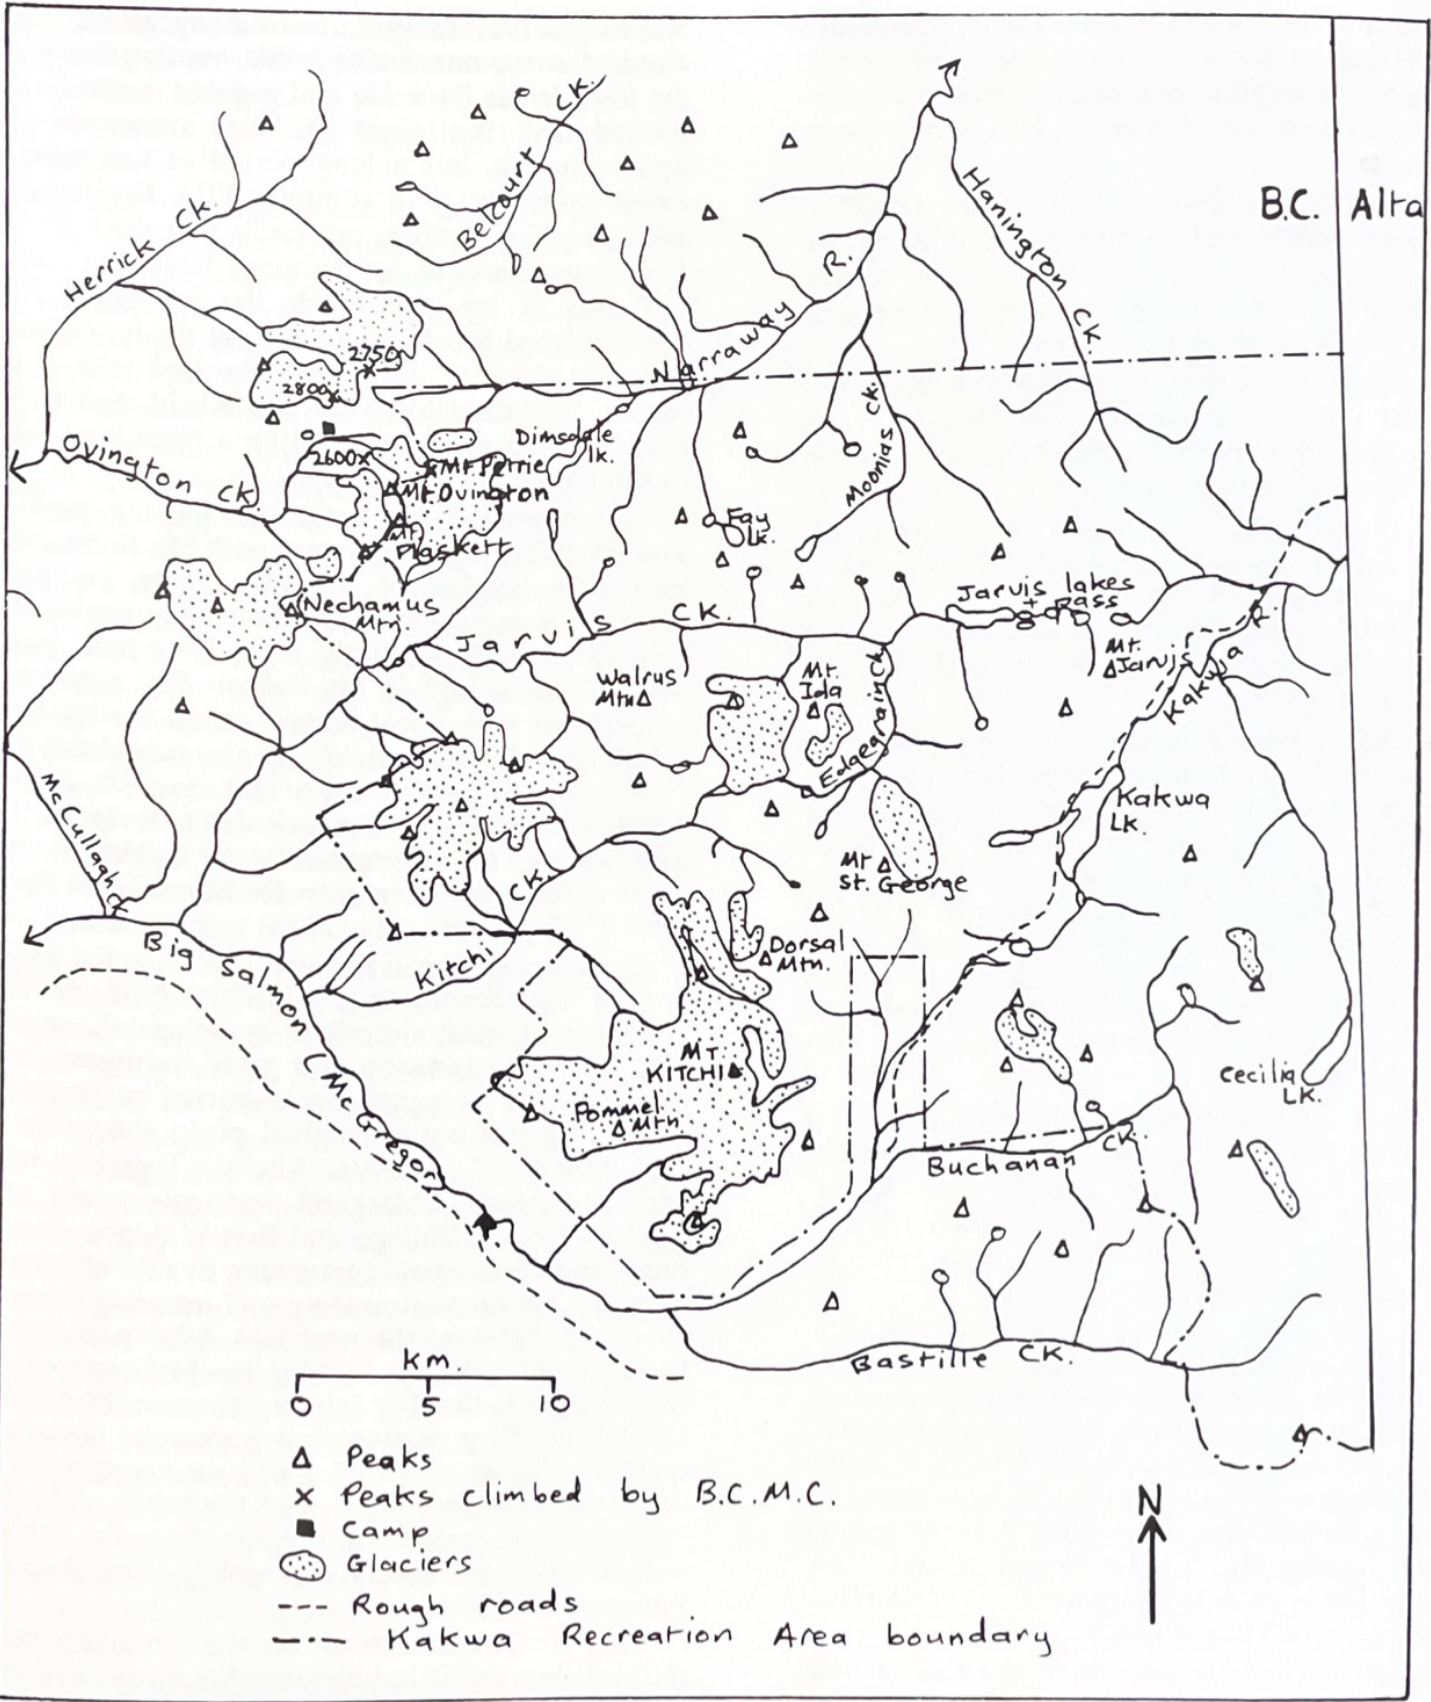 B.C.
Alta
Herrick Ck.
Belcourt Ck.
Hanington Ck
Narraway R.
2750
2800
2600x
Ovington Ck
Dimsdale
lk.
Mt. Petrie
Mt. Ovington
Mt.
Plaskett
Moonias Ck.
Fay
Lk.
Nechamus
Mtn
Jarvis Ck.
Jarvis lakes
+ Pass
Mt.
Jarvis
Kakwa R
Walrus
Mtn
Mt
Ida
Edgegrain Ck
Kakwa
Lk.
McCullagh Ck
Mt
St. George
Kitchi Ck.
Dorsal
Mtn.
Big Salmon (McGregor)
MT
KITCHI
Pommel
Mtn
Cecilia
LK.
Buchanan Ck
Bastille Ck.
km.
0 5 10
Peaks
x Peaks climbed by B.C.M.C.
Camp
Glaciers
Rough roads
Kakwa Recreation Area boundary
N